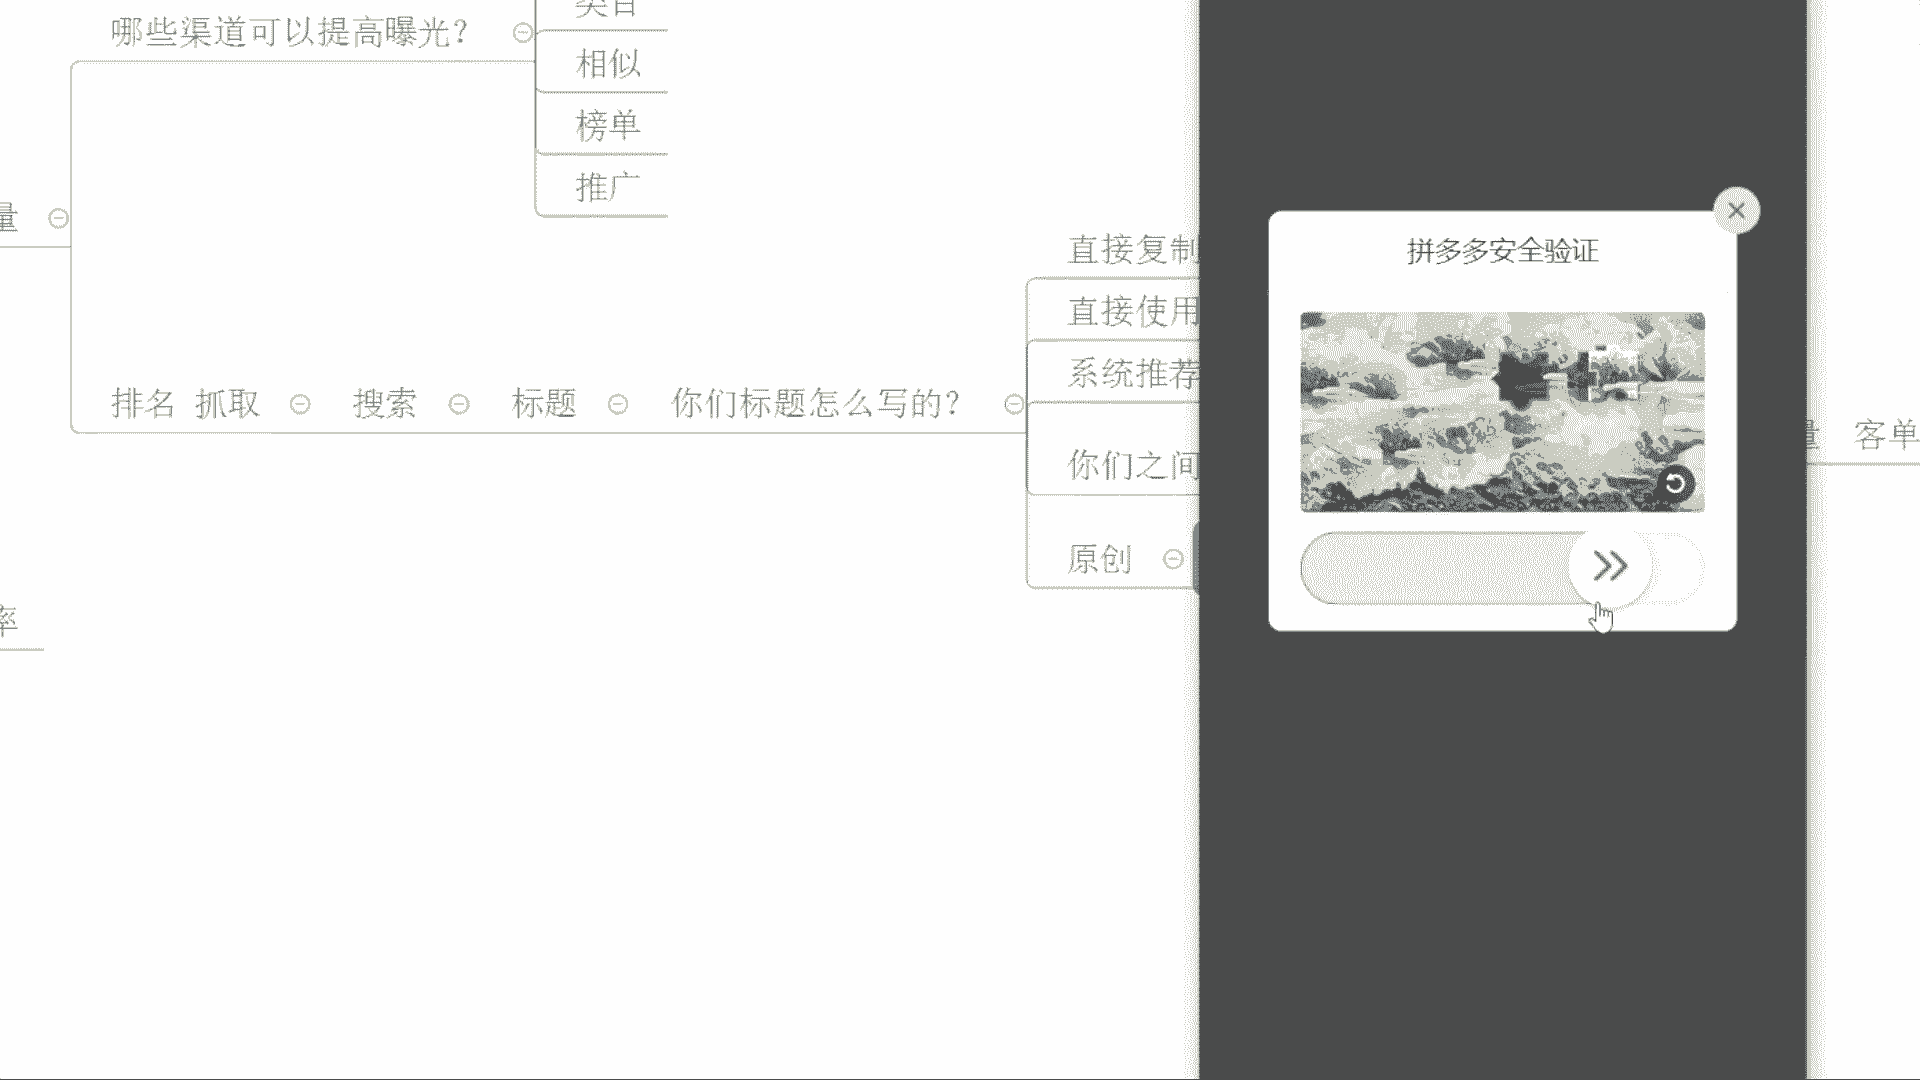 哪些渠道可以提高曝光？
类目
相似
榜单
推广
量
排名 抓取
搜索
标题
你们标题怎么写的？
直接复制
直接使用
系统推荐
你们之间
原创
率
拼多多安全验证
量 客单